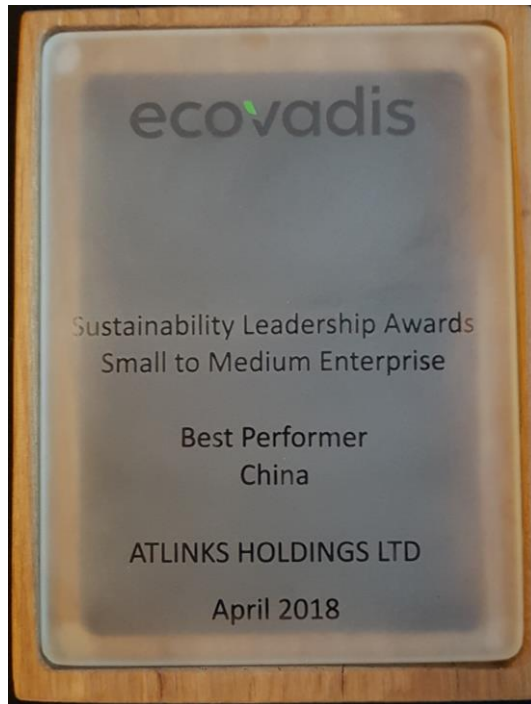 ecovadis
Sustainability Leadership Awards
Small to Medium Enterprise
Best Performer
China
ATLINKS HOLDINGS LTD
April 2018